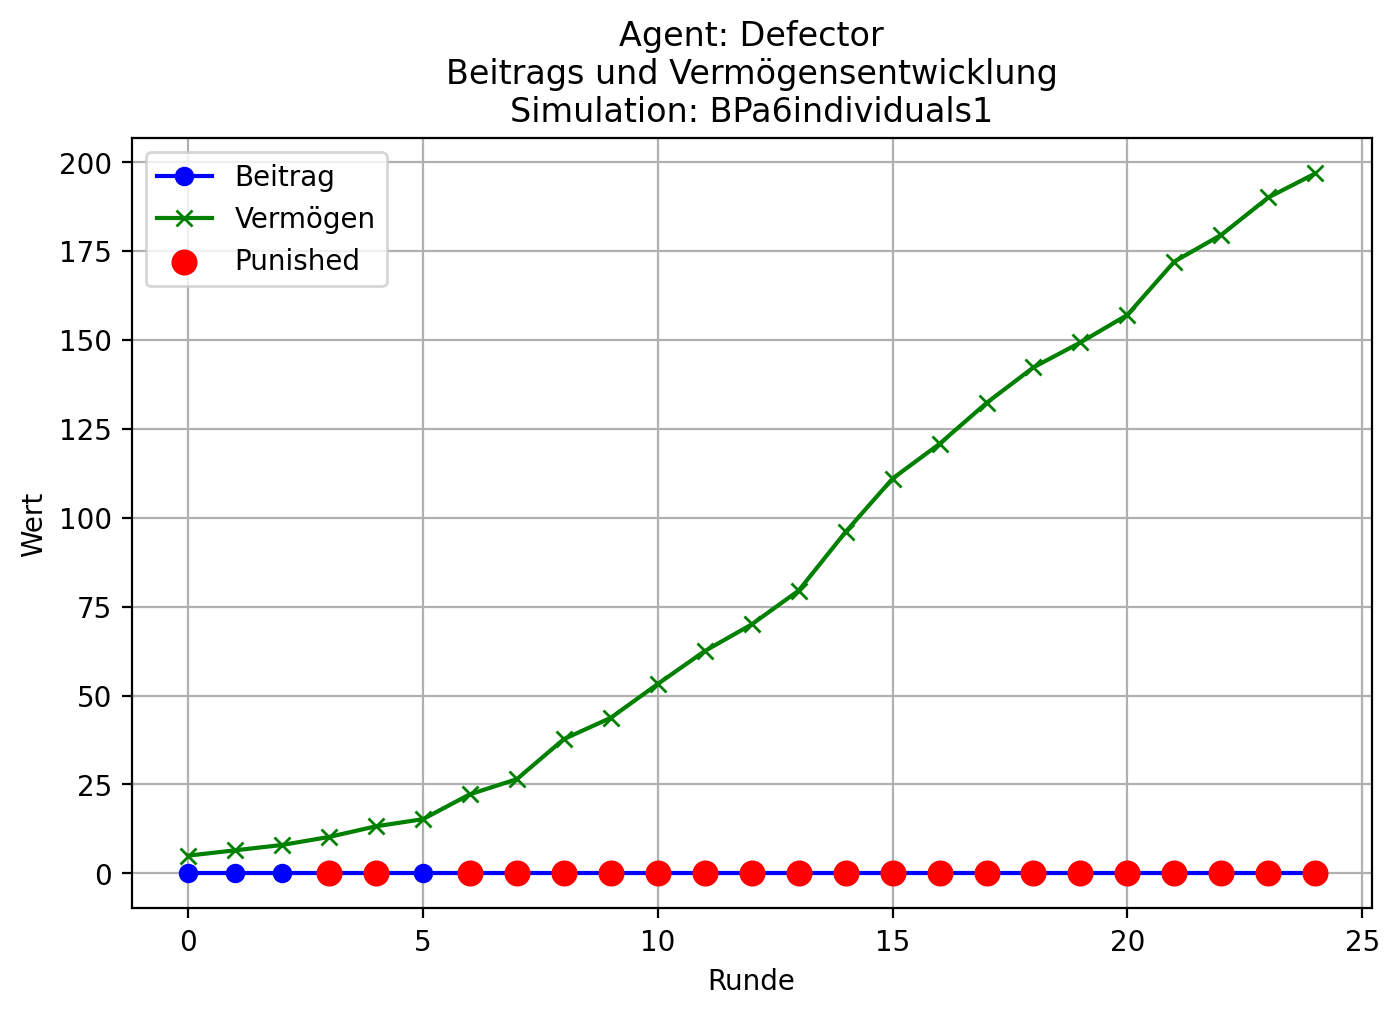 Agent: Defector
Beitrags und Vermögensentwicklung
Simulation: BPa6individuals1
Beitrag
Vermögen
Punished
Wert
200
175
150
125
100
75
50
25
0
0 5 10 15 20 25
Runde